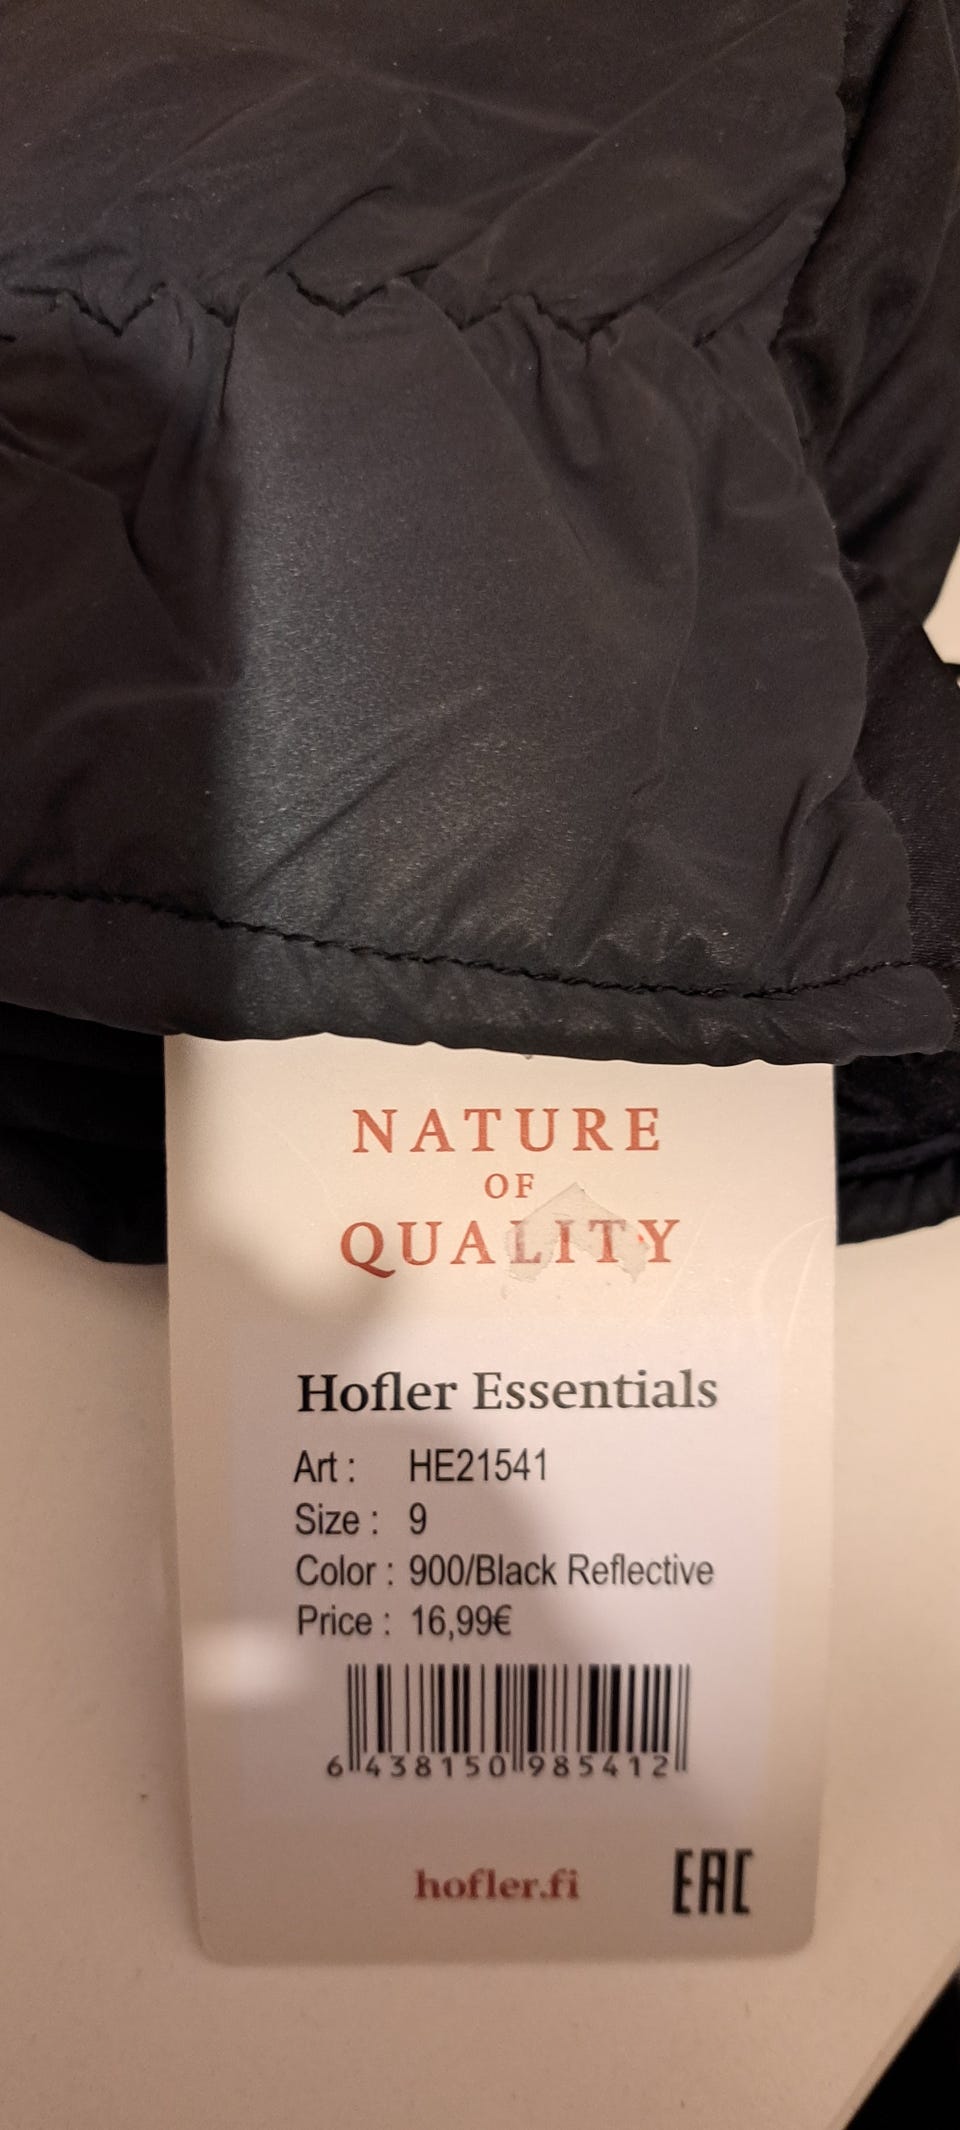 NATURE
OF
QUALITY
Hofler Essentials
Art : HE21541
Size : 9
Color : 900/Black Reflective
Price : 16,99€
6 438150 985412
hofler.fi
EAC